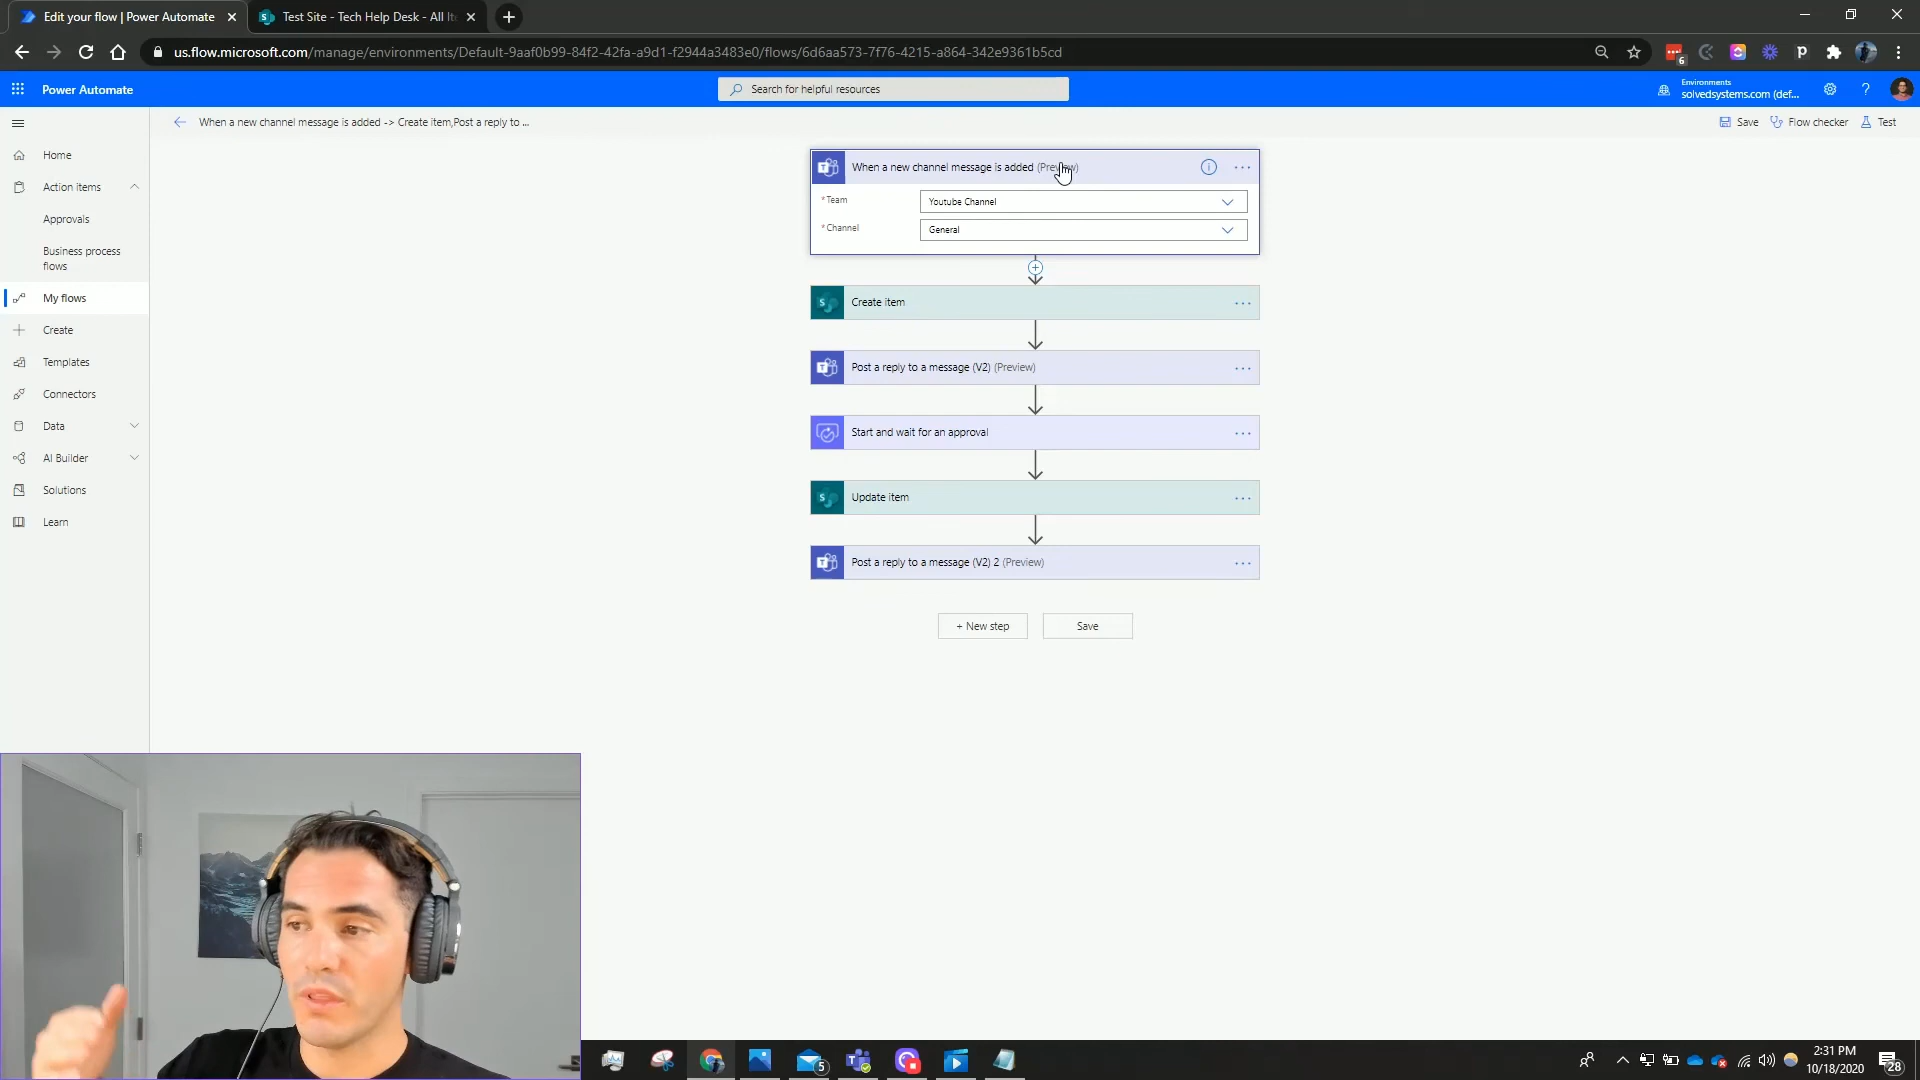 Edit your flow | Power Automate
Test Site - Tech Help Desk - All Ite
us.flow.microsoft.com/manage/environments/Default-9aaf0b99-84f2-42fa-a9d1-f2944a3483e0/flows/6d6aa573-7f76-4215-a864-342e9361b5cd
6
P
Power Automate
Search for helpful resources
Environments
solvedsystems.com (def...
?
When a new channel message is added -> Create item,Post a reply to ...
Save
Flow checker
Test
Home
Action items
Approvals
Business process
flows
My flows
Create
Templates
Connectors
Data
AI Builder
Solutions
Learn
When a new channel message is added (Preview)
* Team
Youtube Channel
* Channel
General
Create item
Post a reply to a message (V2) (Preview)
Start and wait for an approval
Update item
Post a reply to a message (V2) 2 (Preview)
+ New step
Save
5
2:31 PM
10/18/2020
28